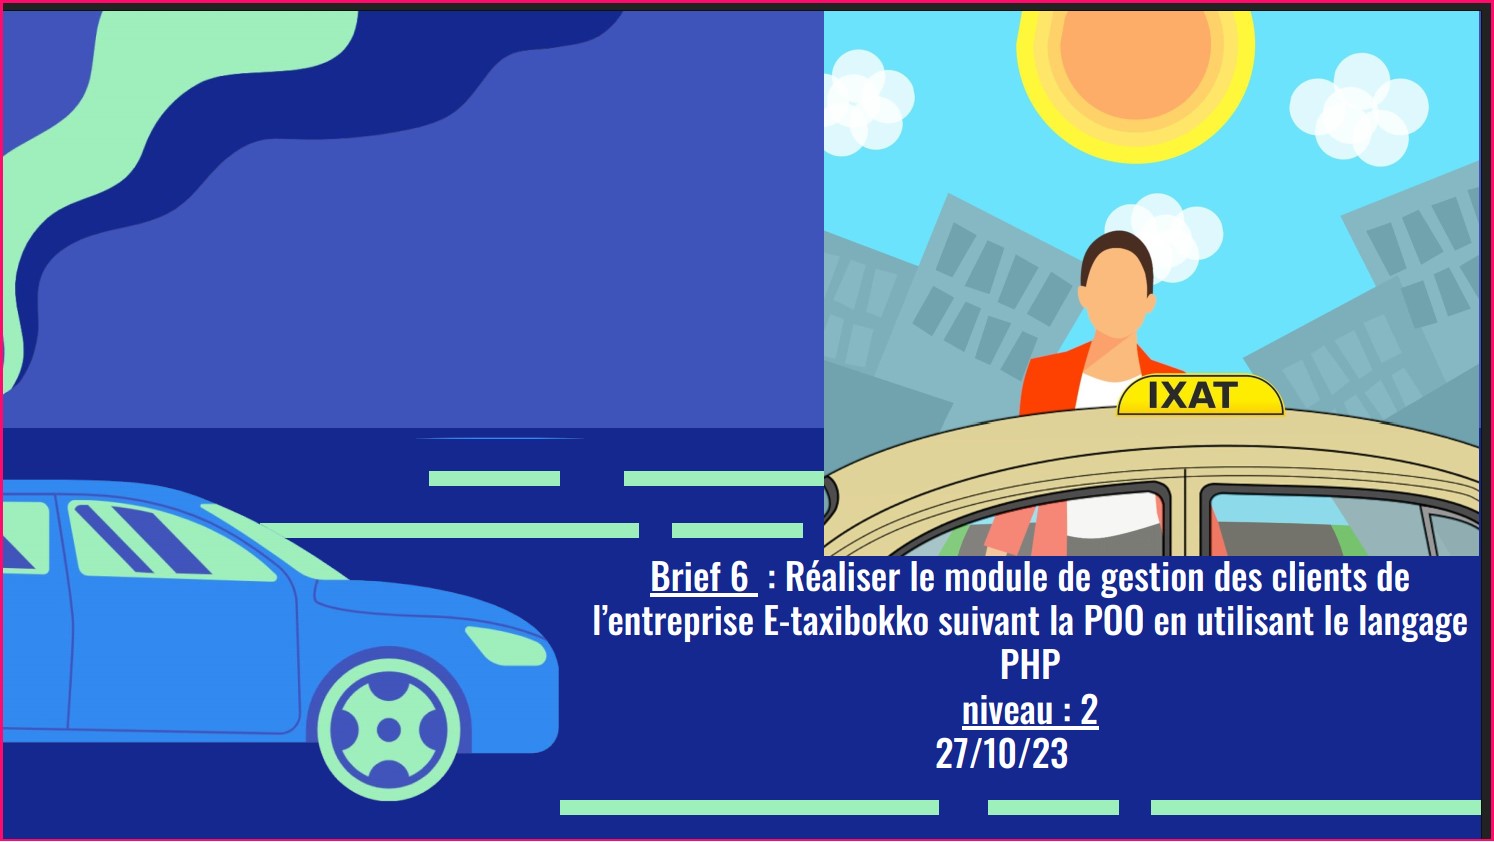 IXAT
Brief 6 : Réaliser le module de gestion des clients de
l’entreprise E-taxibokko suivant la POO en utilisant le langage
PHP
niveau : 2
27/10/23